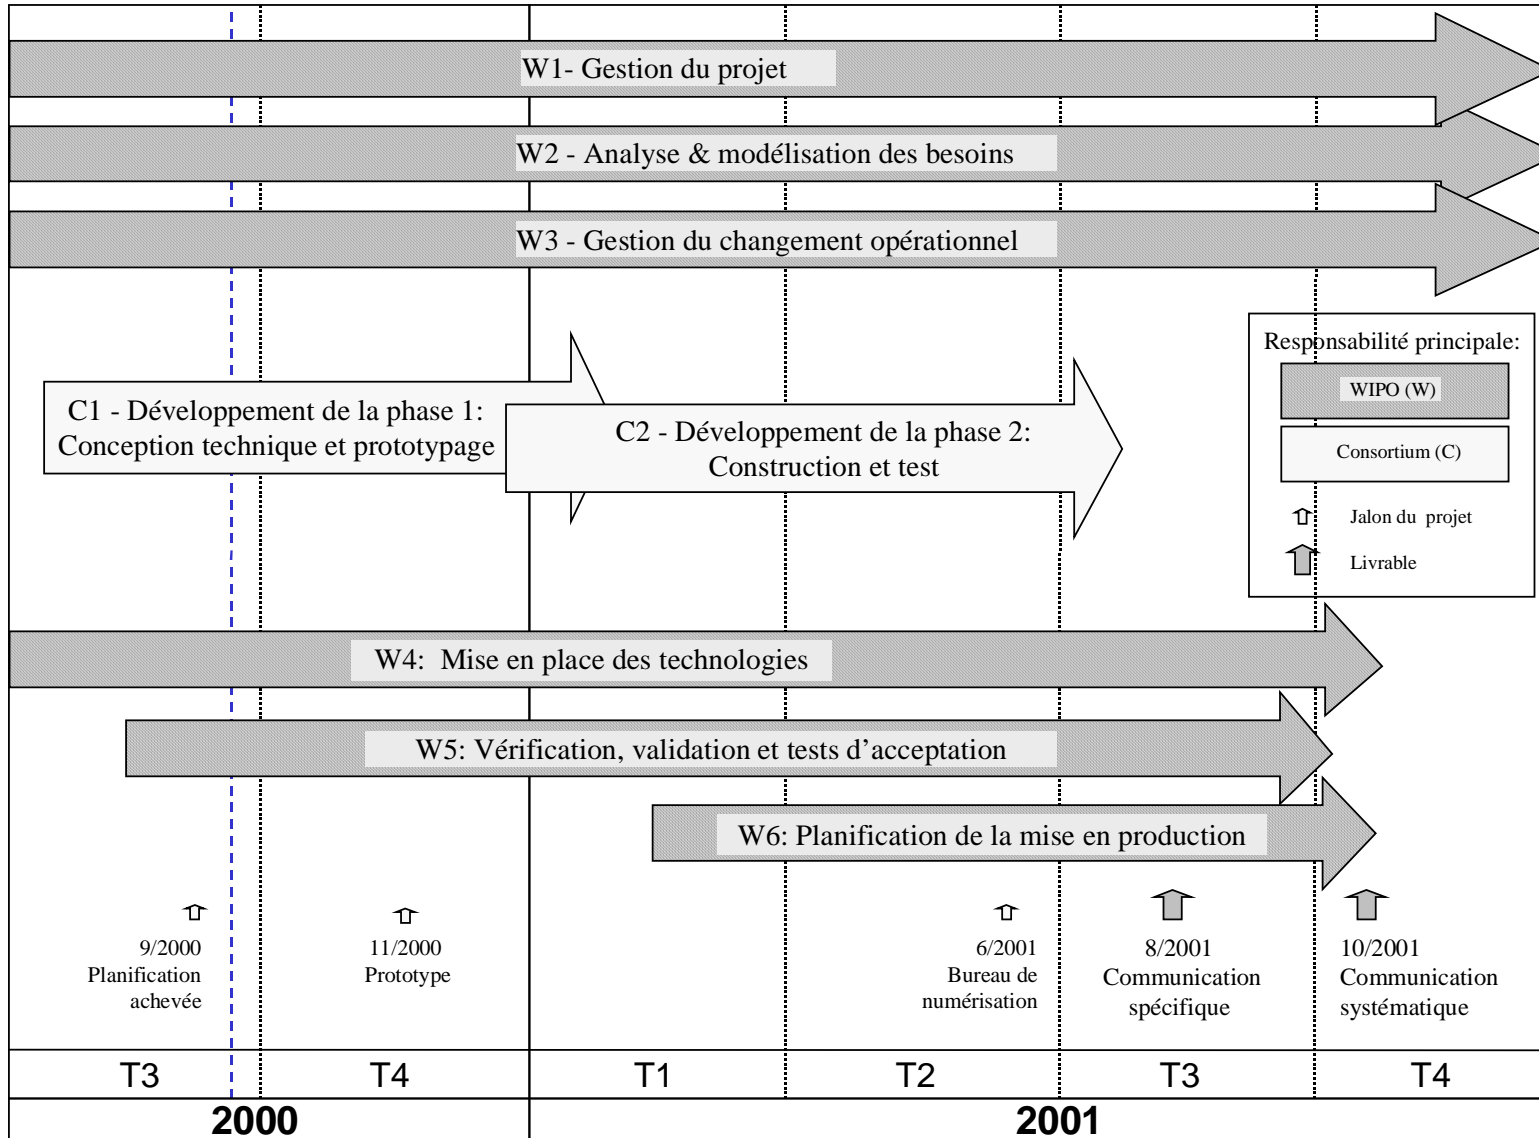 W1- Gestion du projet
W2 - Analyse & modélisation des besoins
W3 - Gestion du changement opérationnel
Responsabilité principale:
WIPO (W)
Consortium (C)
Jalon du projet
Livrable
C1 - Développement de la phase 1:
Conception technique et prototypage
C2 - Développement de la phase 2:
Construction et test
W4: Mise en place des technologies
W5: Vérification, validation et tests d’acceptation
W6: Planification de la mise en production
9/2000
Planification
achevée
11/2000
Prototype
6/2001
Bureau de
numérisation
8/2001
Communication
spécifique
10/2001
Communication
systématique
T3 T4 T1 T2 T3 T4
2000 2001